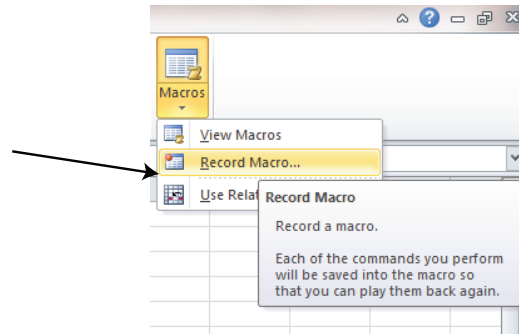 Macros
View Macros
Record Macro...
Use Relat
Record Macro
Record a macro.
Each of the commands you perform
will be saved into the macro so
that you can play them back again.